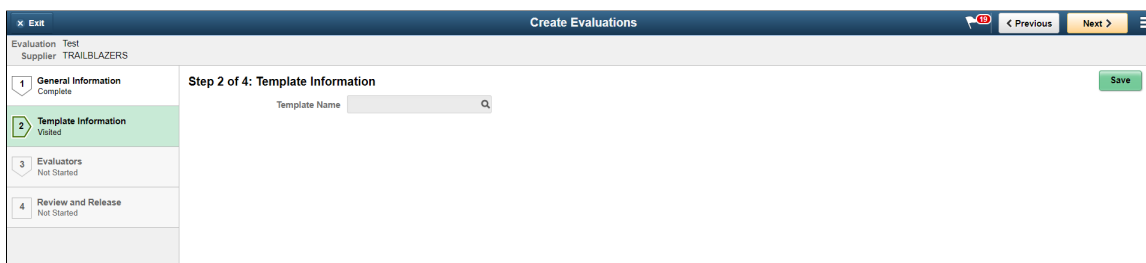 × Exit
Create Evaluations
19
< Previous
Next >
Evaluation Test
Supplier TRAILBLAZERS
1 General Information
Complete
2 Template Information
Visited
3 Evaluators
Not Started
4 Review and Release
Not Started
Step 2 of 4: Template Information
Save
Template Name